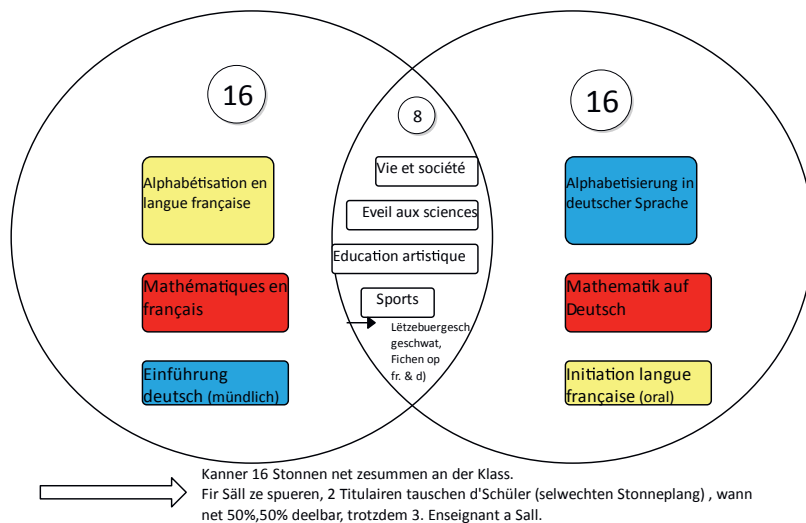 16
Alphabétisation en
langue française
Mathématiques en
français
Einführung
deutsch (mündlich)
8
Vie et société
Eveil aux sciences
Education artistique
Sports
Lëtzebuergesch
geschwat,
Fichen op
fr. & d)
16
Alphabetisierung in
deutscher Sprache
Mathematik auf
Deutsch
Initiation langue
française (oral)
Kanner 16 Stonnen net zesummen an der Klass.
Fir Säll ze spueren, 2 Titulairen tauschen d'Schüler (selwechten Stonneplang) , wann
net 50%,50% deelbar, trotzdem 3. Enseignant a Sall.